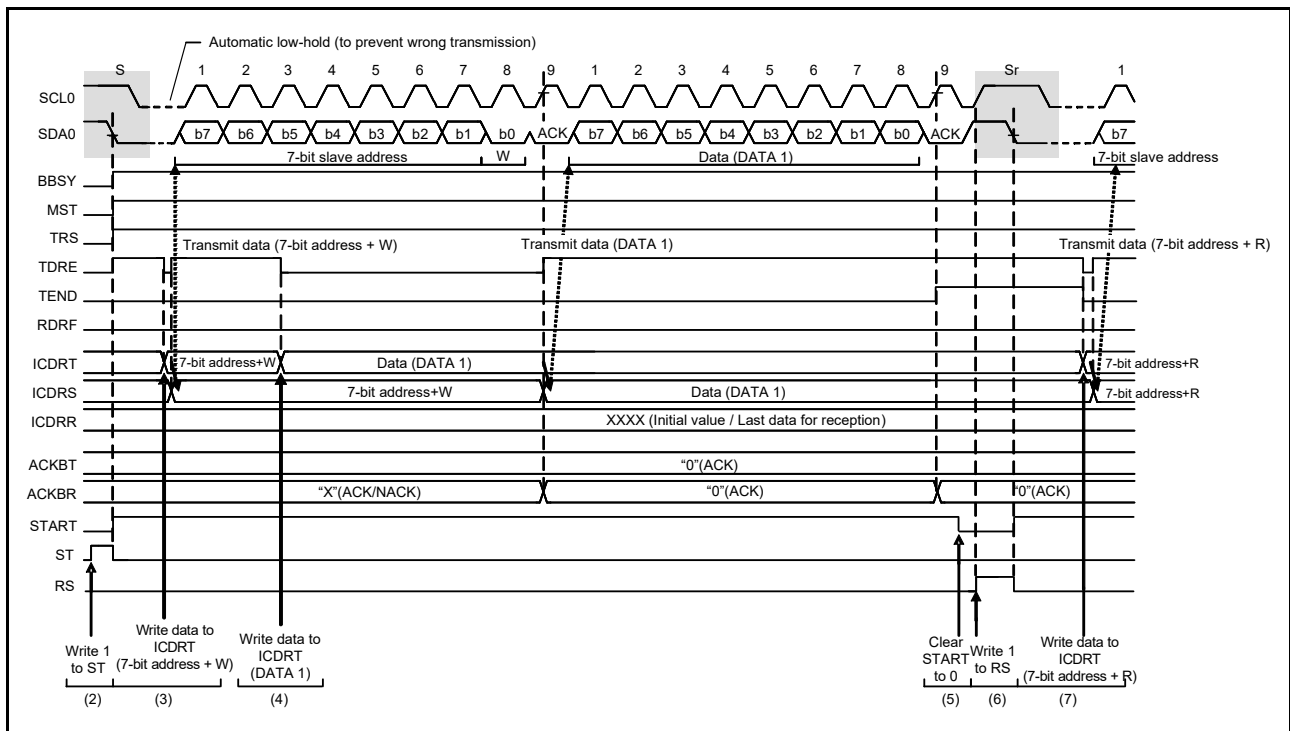 Automatic low-hold (to prevent wrong transmission)
S 1 2 3 4 5 6 7 8 9 1 2 3 4 5 6 7 8 9 Sr 1
SCL0
SDA0 b7 b6 b5 b4 b3 b2 b1 b0 ACK b7 b6 b5 b4 b3 b2 b1 b0 ACK b7
7-bit slave address W Data (DATA 1) 7-bit slave address
BBSY
MST
TRS
Transmit data (7-bit address + W) Transmit data (DATA 1) Transmit data (7-bit address + R)
TDRE
TEND
RDRF
ICDRT 7-bit address+W Data (DATA 1) 7-bit address+R
ICDRS 7-bit address+W Data (DATA 1) 7-bit address+R
ICDRR XXXX (Initial value / Last data for reception)
ACKBT “0”(ACK)
ACKBR “X”(ACK/NACK) “0”(ACK) “0”(ACK)
START
ST
RS
Write 1
to ST
Write data to
ICDRT
(7-bit address + W)
Write data to
ICDRT
(DATA 1)
Clear
START
to 0
Write 1
to RS
Write data to
ICDRT
(7-bit address + R)
(2) (3) (4) (5) (6) (7)